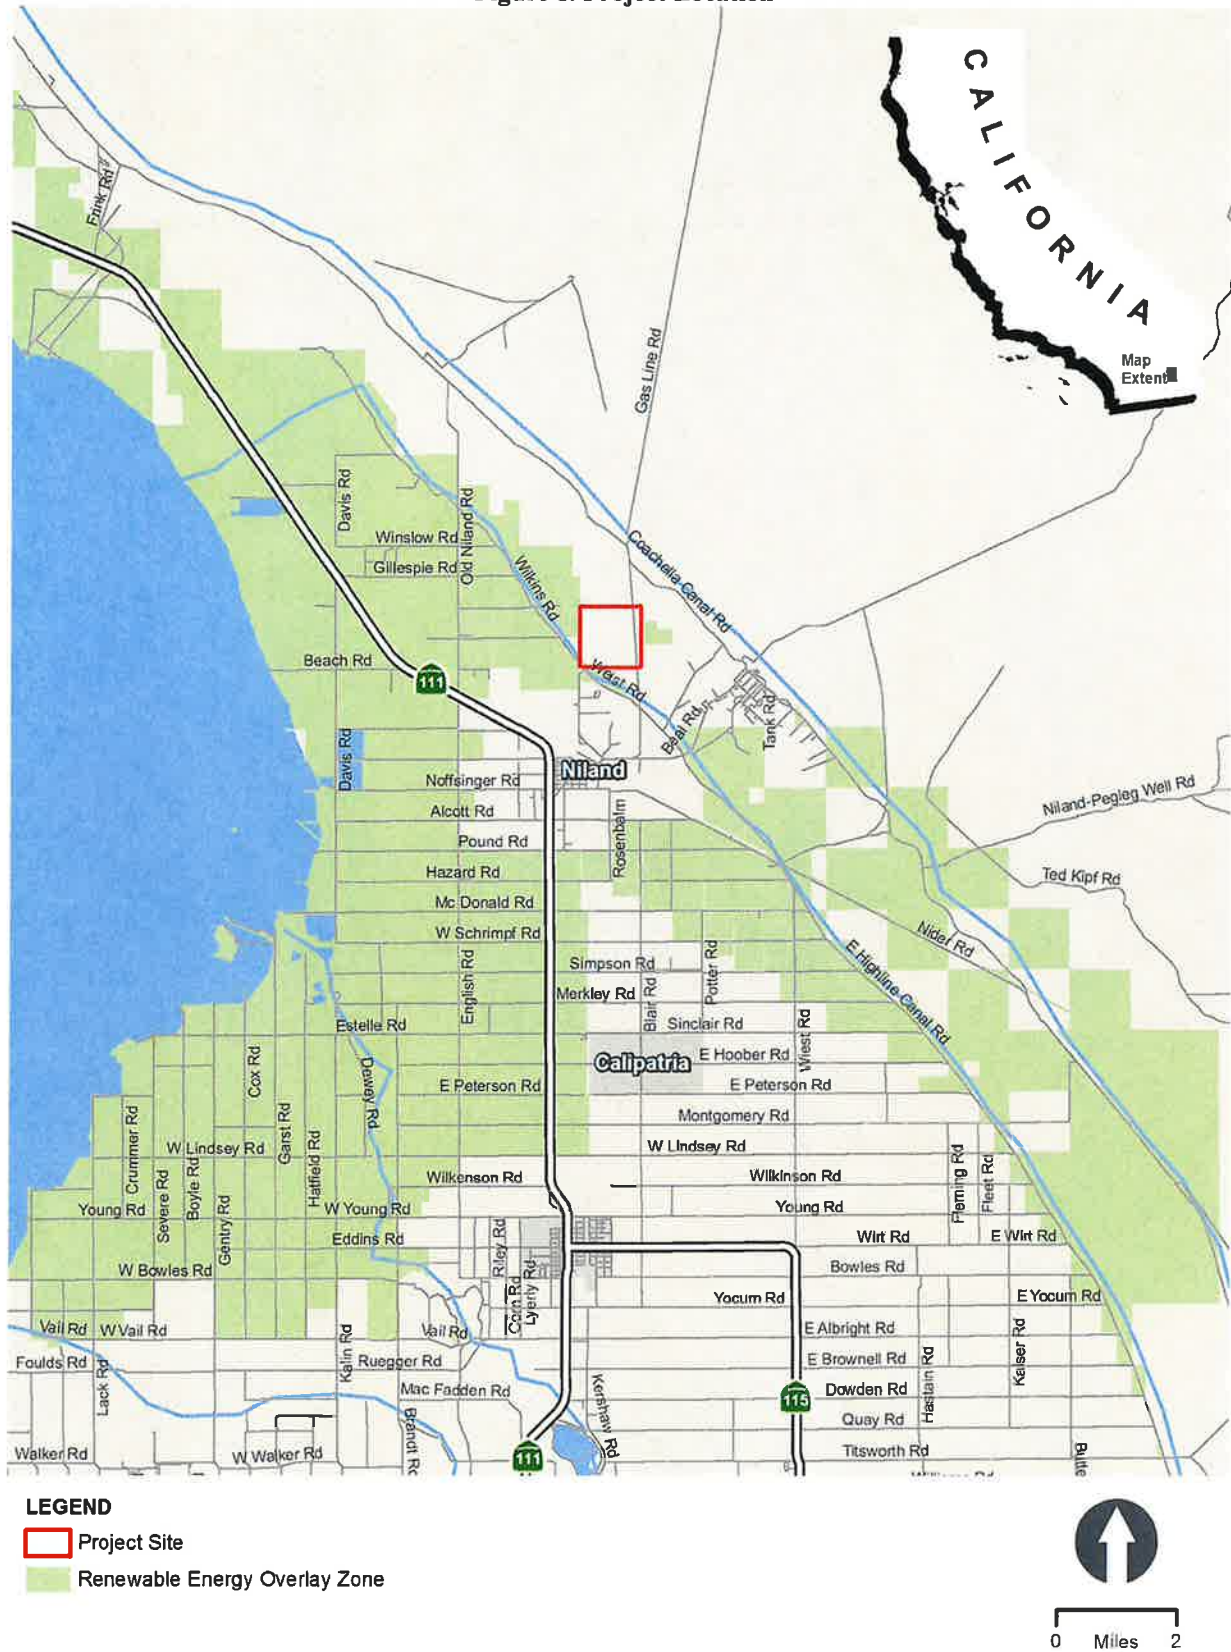 CALIFORNIA
Map
Extent
Frink Rd
Gas Line Rd
Davis Rd
Old Niland Rd
Winslow Rd
Gillespie Rd
Wilkins Rd
Coachella Canal Rd
Beach Rd
111
Weist Rd
Beal Rd
Tank Rd
Davis Rd
Niland
Noffsinger Rd
Niland-Pegleg Well Rd
Alcott Rd
Rosenbalm
Pound Rd
Hazard Rd
Ted Kipf Rd
Mc Donald Rd
W Schrimpf Rd
Nider Rd
E Highline Canal Rd
English Rd
Simpson Rd
Potter Rd
Merkley Rd
Blair Rd
Estelle Rd
Sinclair Rd
Wiest Rd
Calipatria
E Hoober Rd
Cox Rd
Dewey Rd
E Peterson Rd
E Peterson Rd
Montgomery Rd
Crummer Rd
Garst Rd
Hatfield Rd
W Lindsey Rd
W Lindsey Rd
Severe Rd
Boyle Rd
Wilkenson Rd
Wilkinson Rd
Fleming Rd
Fleet Rd
Young Rd
Gentry Rd
W Young Rd
Young Rd
Eddins Rd
Riley Rd
Wirt Rd
E Wirt Rd
W Bowles Rd
Bowles Rd
Corn Rd
Lyerly Rd
Yocum Rd
E Yocum Rd
Vail Rd
W Vail Rd
Vail Rd
E Albright Rd
Kalin Rd
Kaiser Rd
Foulds Rd
Lack Rd
Ruegger Rd
E Brownell Rd
Hastain Rd
Mac Fadden Rd
Kershaw Rd
115
Dowden Rd
Brandt Rd
Quay Rd
Walker Rd
W Walker Rd
111
Titsworth Rd
Butte
LEGEND
Project Site
Renewable Energy Overlay Zone
0 Miles 2